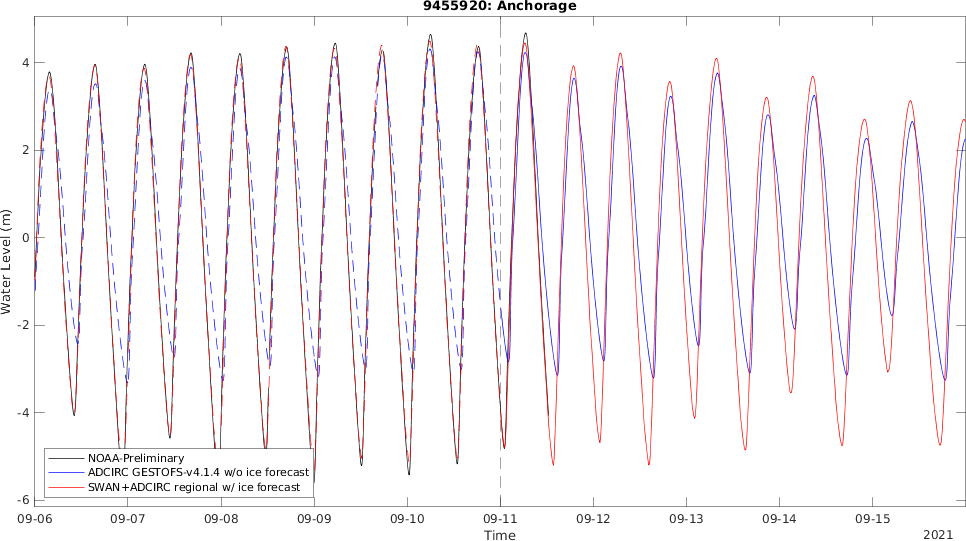 9455920: Anchorage
4
2
0
-2
-4
-6
Water Level (m)
NOAA-Preliminary
ADCIRC GESTOFS-v4.1.4 w/o ice forecast
SWAN+ADCIRC regional w/ ice forecast
09-06 09-07 09-08 09-09 09-10 09-11 09-12 09-13 09-14 09-15
Time
2021